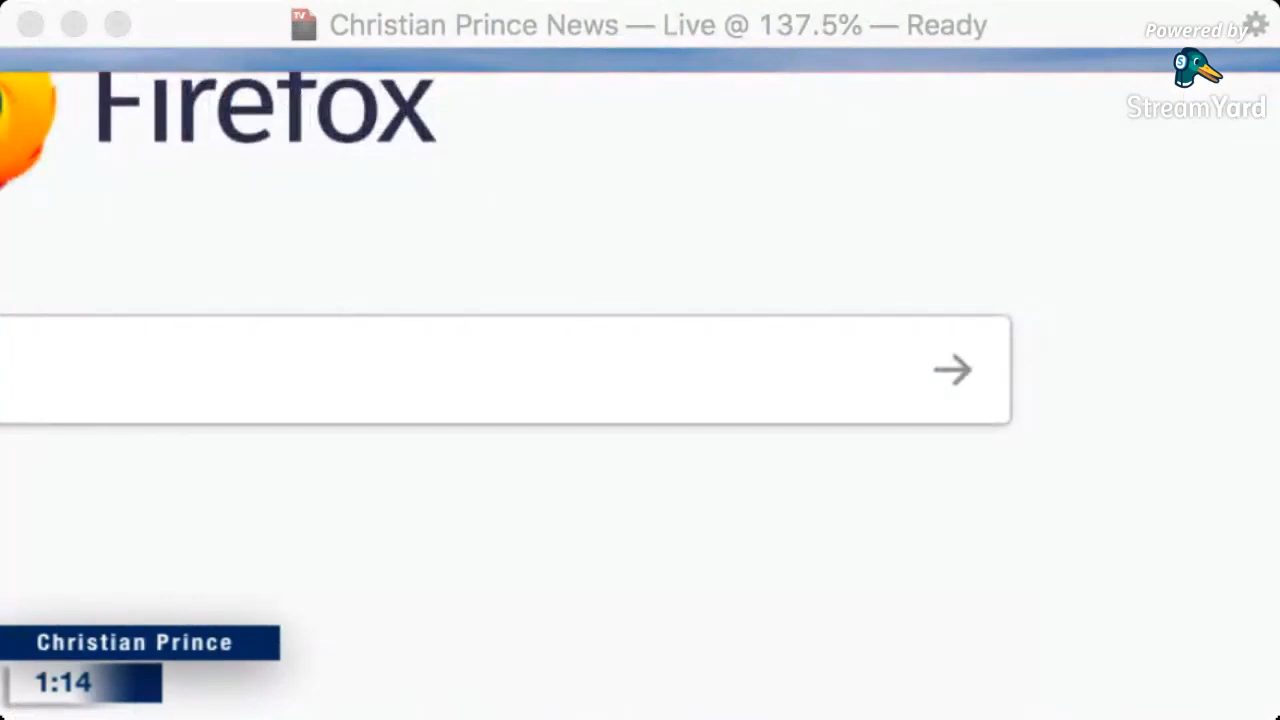 Christian Prince News — Live @ 137.5% — Ready
Powered by
StreamYard
Firefox
Christian Prince
1:14